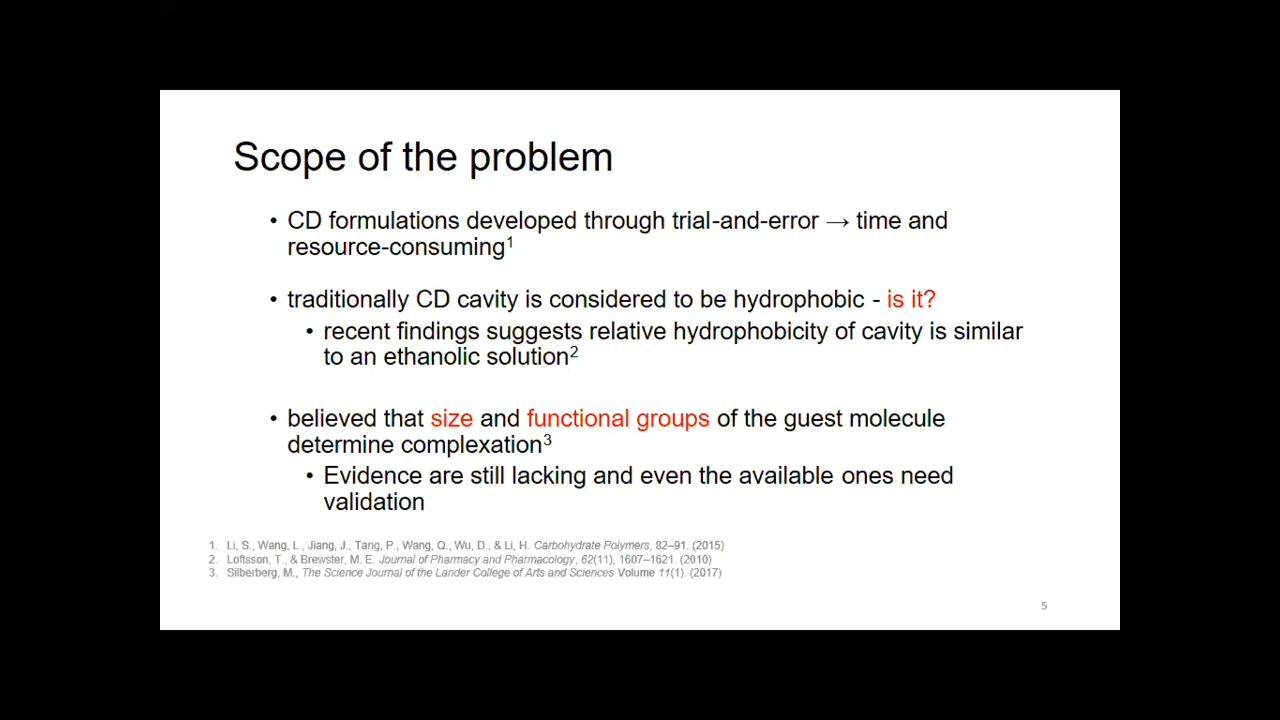 Scope of the problem
• CD formulations developed through trial-and-error → time and
resource-consuming¹
• traditionally CD cavity is considered to be hydrophobic - is it?
• recent findings suggests relative hydrophobicity of cavity is similar
to an ethanolic solution²
• believed that size and functional groups of the guest molecule
determine complexation³
• Evidence are still lacking and even the available ones need
validation
1. Li, S., Wang, L., Jiang, J., Tang, P., Wang, Q., Wu, D., & Li, H. Carbohydrate Polymers, 82–91. (2015)
2. Loftsson, T., & Brewster, M. E. Journal of Pharmacy and Pharmacology, 62(11), 1607–1621. (2010)
3. Silberberg, M., The Science Journal of the Lander College of Arts and Sciences Volume 11(1). (2017)
5